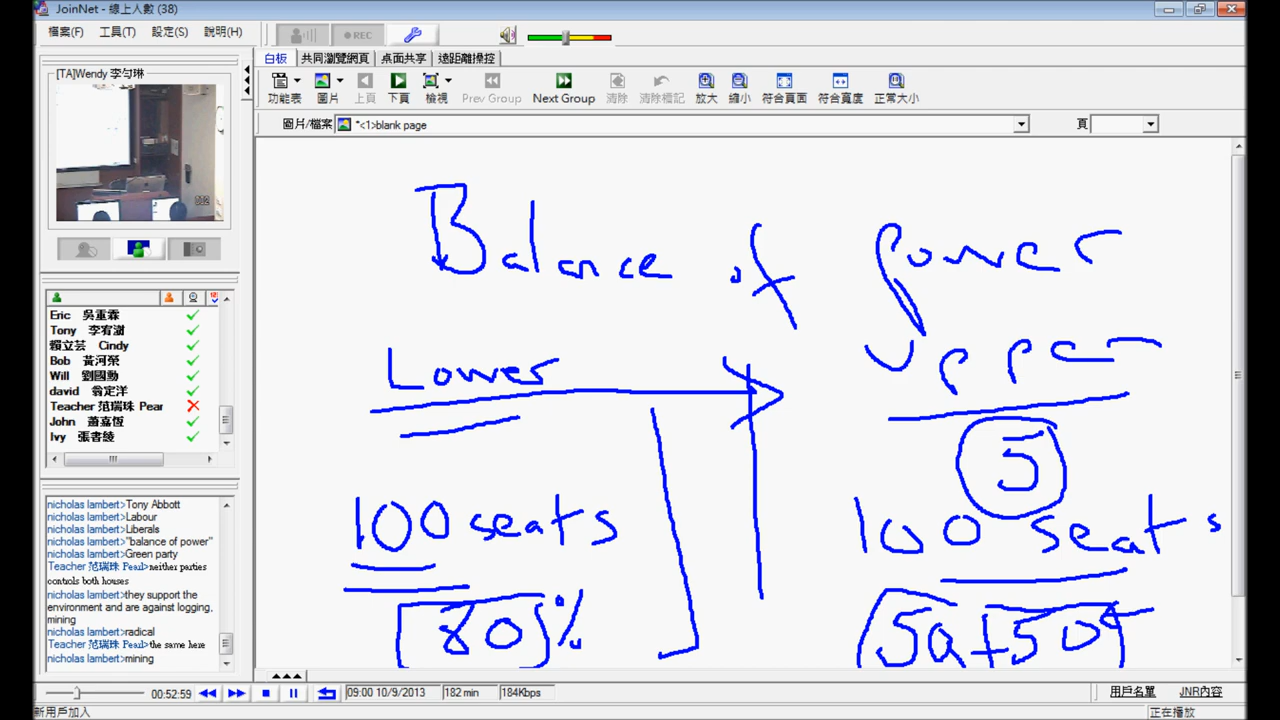 JoinNet - 線上人數 (38)
檔案(F) 工具(T) 設定(S) 說明(H)
REC
白板 共同瀏覽網頁 桌面共享 遠距離操控
功能表 圖片 上頁 下頁 檢視 Prev Group Next Group 清除 清除標記 放大 縮小 符合頁面 符合寬度 正常大小
圖片/檔案 *<1>blank page 頁
[TA]Wendy 李勻琳
Eric 吳重霖
Tony 李宥澍
賴立芸 Cindy
Bob 黃河榮
Will 劉國勳
david 翁定洋
Teacher 范瑞珠 Pear
John 蕭嘉恆
Ivy 張書綾
nicholas lambert>Tony Abbott
nicholas lambert>Labour
nicholas lambert>Liberals
nicholas lambert>"balance of power"
nicholas lambert>Green party
Teacher 范瑞珠 Pearl>neither parties
controls both houses
nicholas lambert>they support the
environment and are against logging,
mining
nicholas lambert>radical
Teacher 范瑞珠 Pearl>the same here
nicholas lambert>mining
Balance of power
Lower Upper
5
100 seats 100 seats
80 %
00:52:59 09:00 10/9/2013 182 min 184Kbps 用戶名單 JNR內容
新用戶加入 正在播放